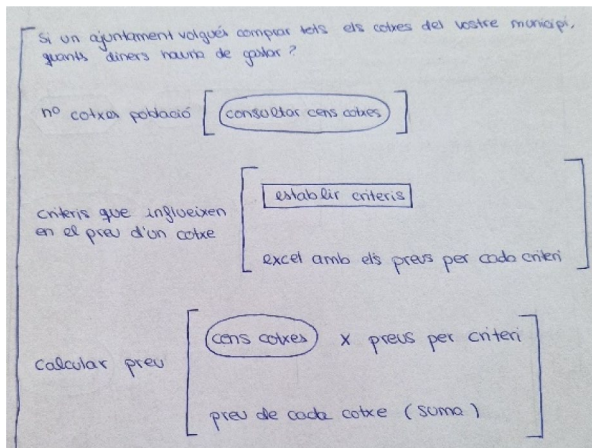 Si un ajuntament volgués comprar tots els cotxes del vostre municipi,
quants diners hauria de gastar?
nº cotxes població [ consultar cens cotxes ]
establir criteris
criteris que influeixen
en el preu d'un cotxe
excel amb els preus per cada criteri
cens cotxes x preus per criteri
calcular preu
preu de cada cotxe (suma)